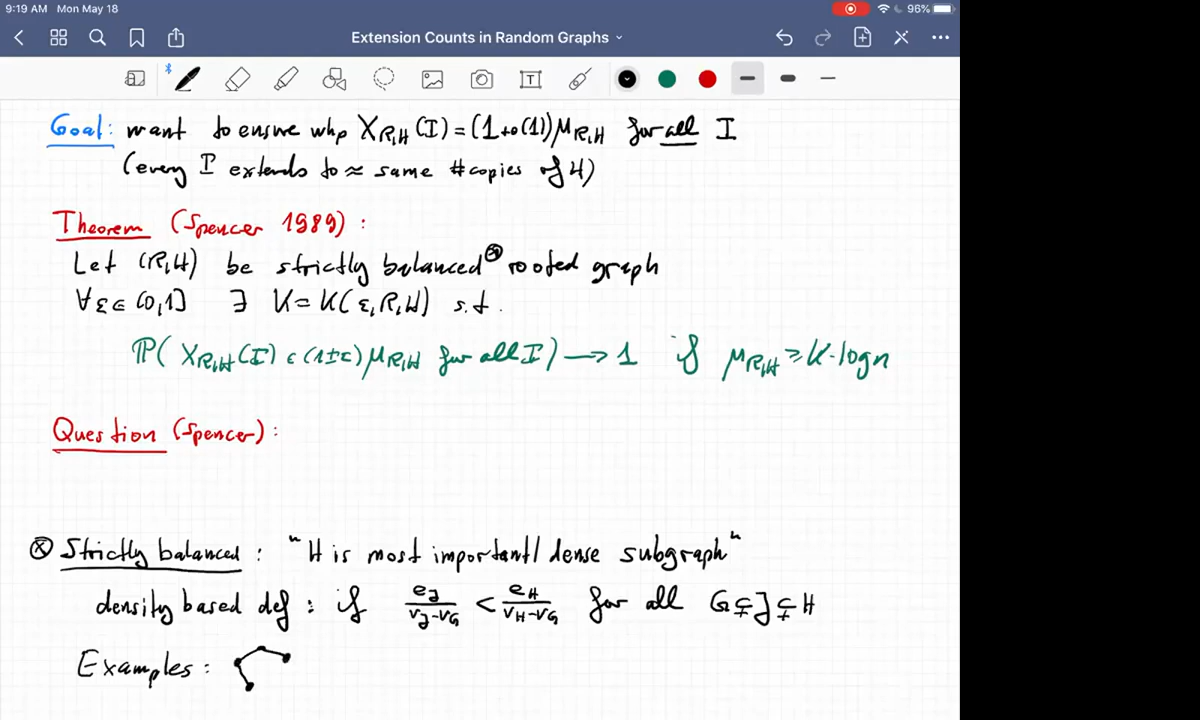 9:19 AM Mon May 18
96%
Extension Counts in Random Graphs
Goal: want to ensure whp X_{R,H}(I) = (1+o(1)) μ_{R,H} for all I
(every I extends to ≈ same #copies of H)
Theorem (Spencer 1989):
Let (R,H) be strictly balanced ⊛ rooted graph
∀ε∈(0,1] ∃ K = K(ε,R,H) s.t.
ℙ( X_{R,H}(I) ∈ (1±ε) μ_{R,H} for all I ) → 1 if μ_{R,H} ≥ K·log n
Question (Spencer):
⊛ Strictly balanced: "H is most important/dense subgraph"
density based def: if e_J/(v_J-v_G) < e_H/(v_H-v_G) for all G⊊J⊊H
Examples: